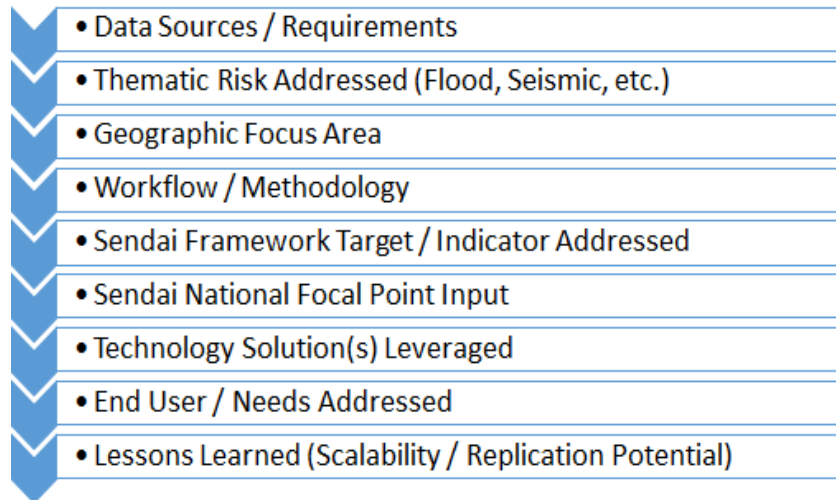 • Data Sources / Requirements
• Thematic Risk Addressed (Flood, Seismic, etc.)
• Geographic Focus Area
• Workflow / Methodology
• Sendai Framework Target / Indicator Addressed
• Sendai National Focal Point Input
• Technology Solution(s) Leveraged
• End User / Needs Addressed
• Lessons Learned (Scalability / Replication Potential)